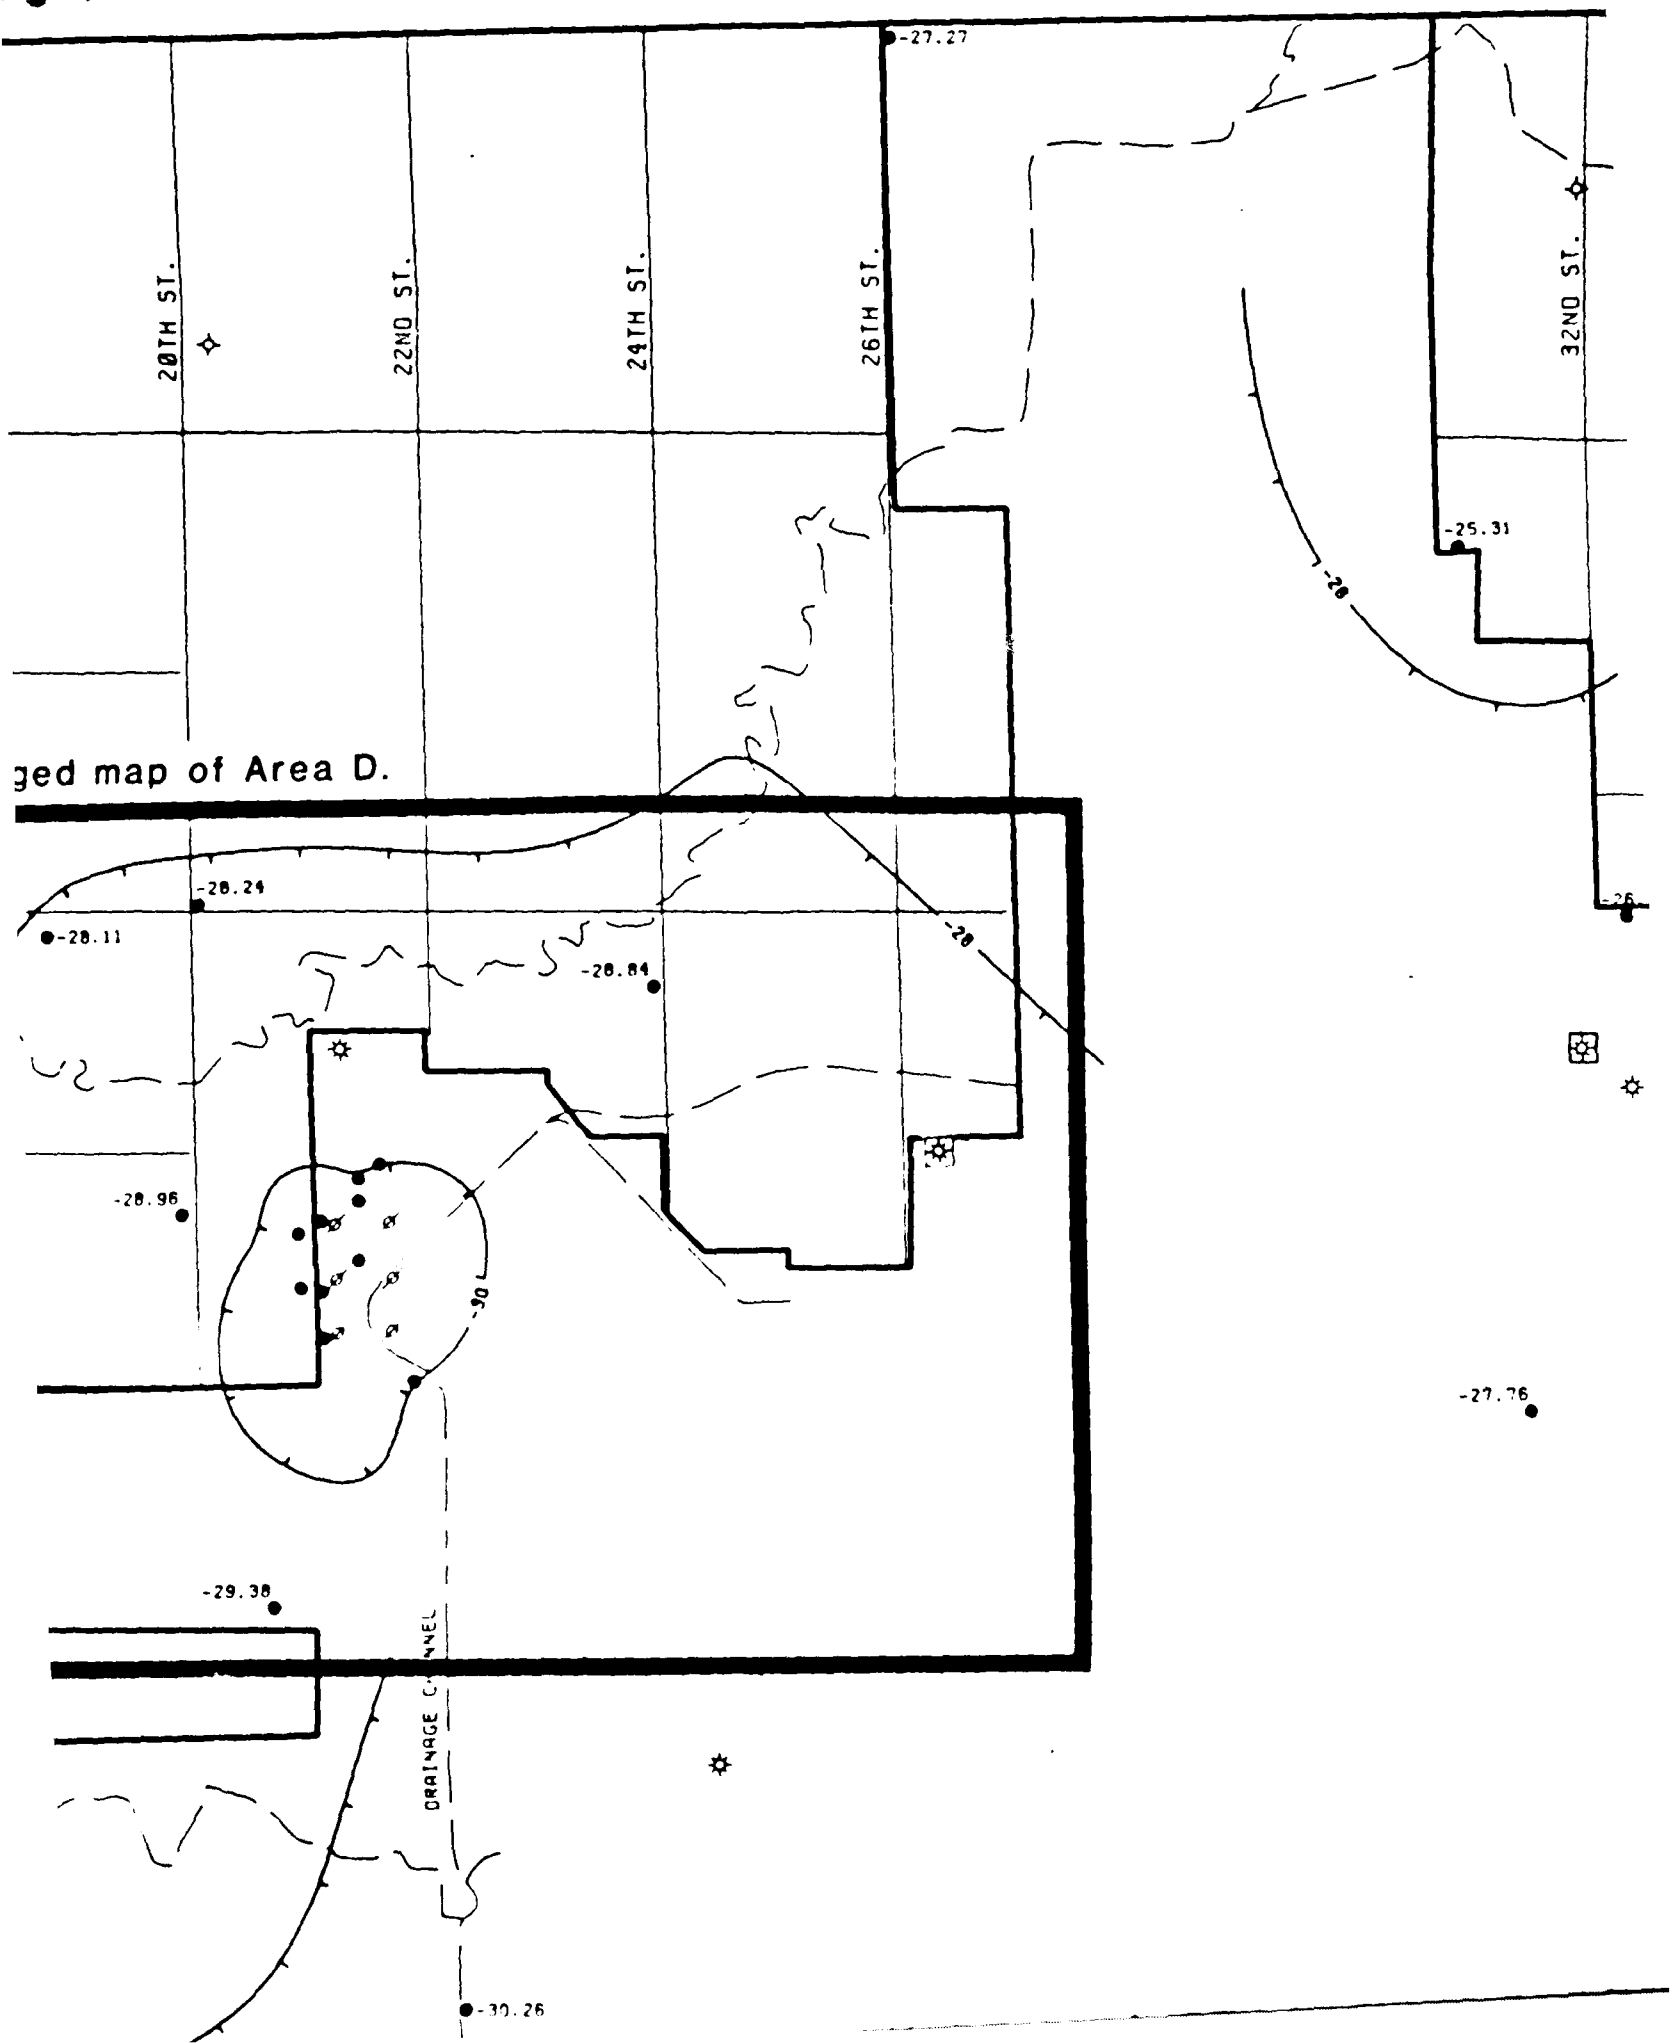 -27.27
20TH ST.
22ND ST.
24TH ST.
26TH ST.
32ND ST.
-25.31
-28
ged map of Area D.
-28.24
-26
-28.11
-28
-28.84
-28.96
-30
-27.76
-29.38
DRAINAGE
-30.26